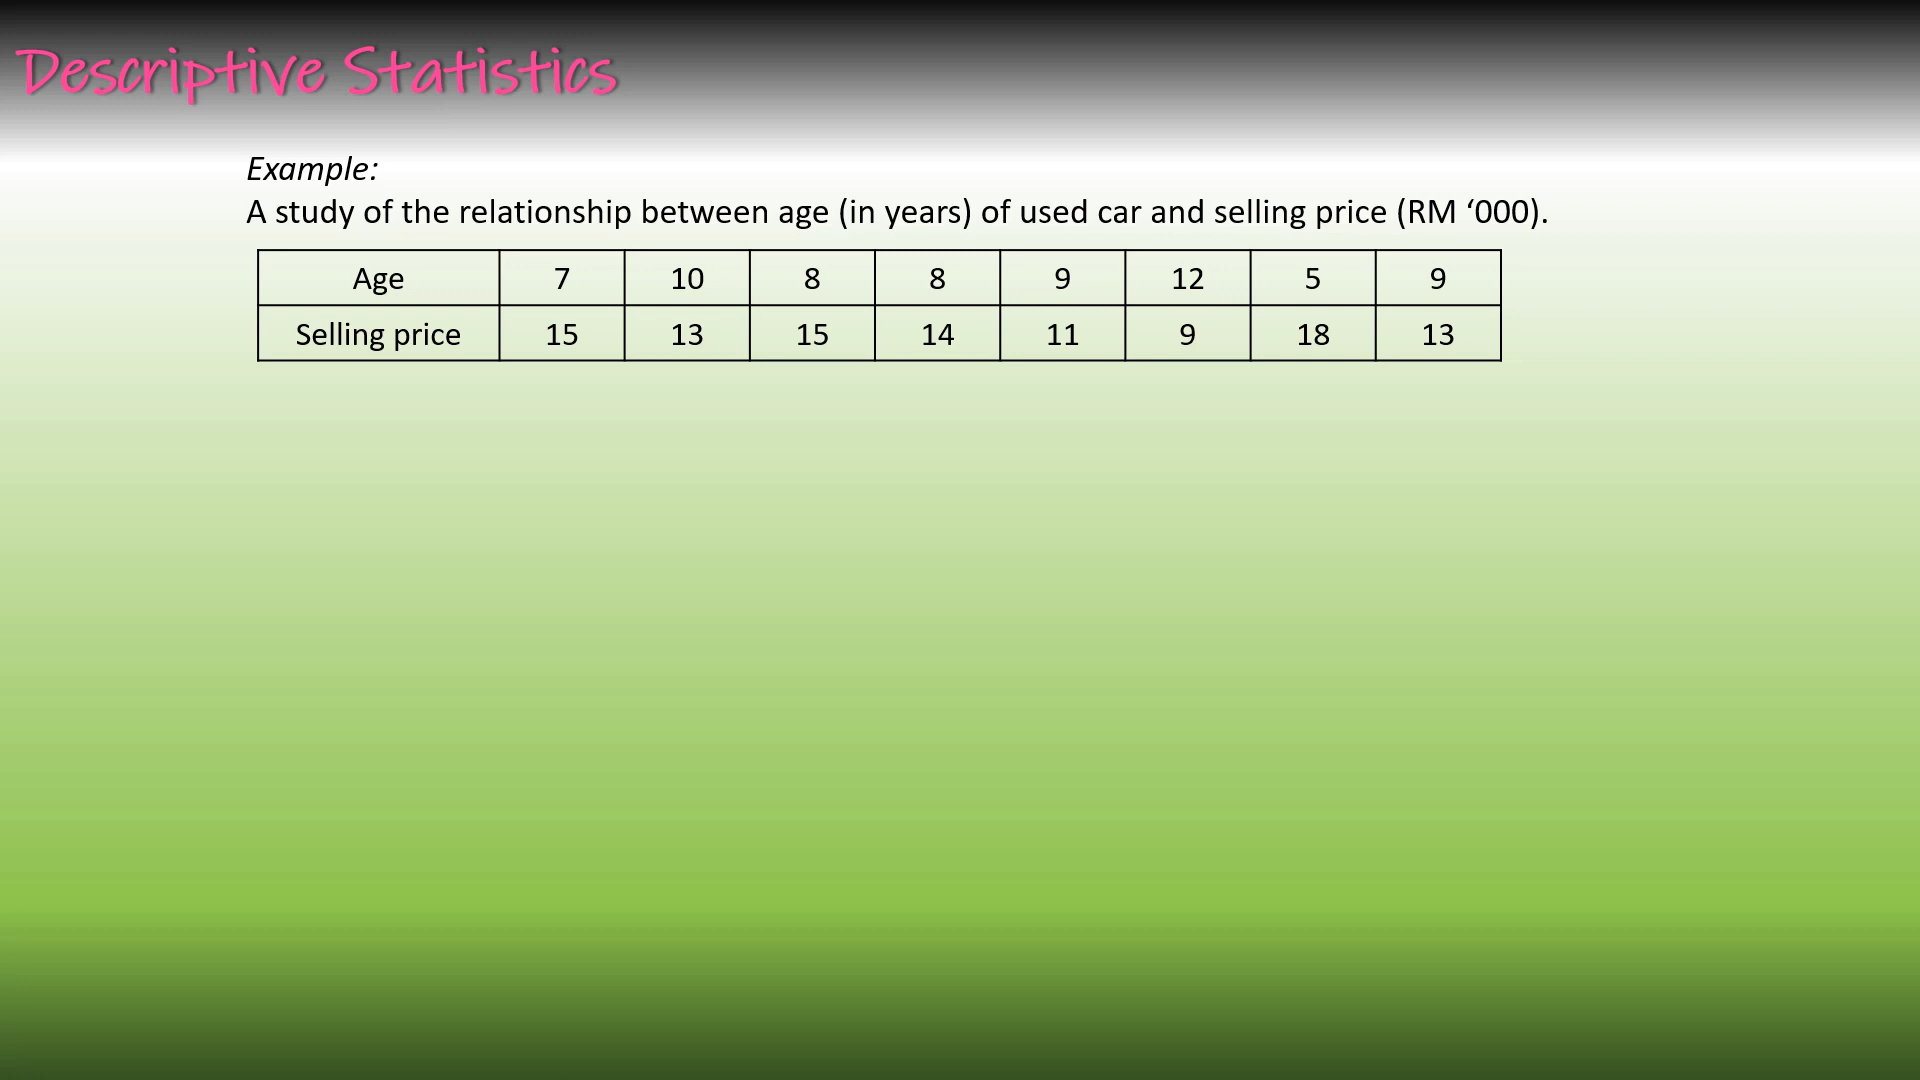 Descriptive Statistics
Example:
A study of the relationship between age (in years) of used car and selling price (RM ‘000).
Age 7 10 8 8 9 12 5 9
Selling price 15 13 15 14 11 9 18 13